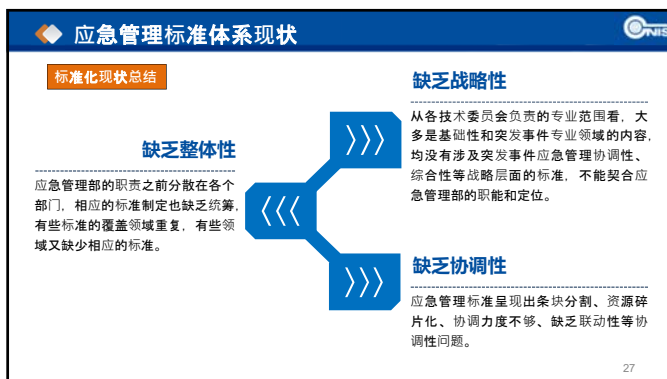 应急管理标准体系现状
标准化现状总结
缺乏整体性
应急管理部的职责之前分散在各个
部门，相应的标准制定也缺乏统筹，
有些标准的覆盖领域重复，有些领
域又缺少相应的标准。
缺乏战略性
从各技术委员会负责的专业范围看，大
多是基础性和突发事件专业领域的内容，
均没有涉及突发事件应急管理协调性、
综合性等战略层面的标准，不能契合应
急管理部的职能和定位。
缺乏协调性
应急管理标准呈现出条块分割、资源碎
片化、协调力度不够、缺乏联动性等协
调性问题。
27